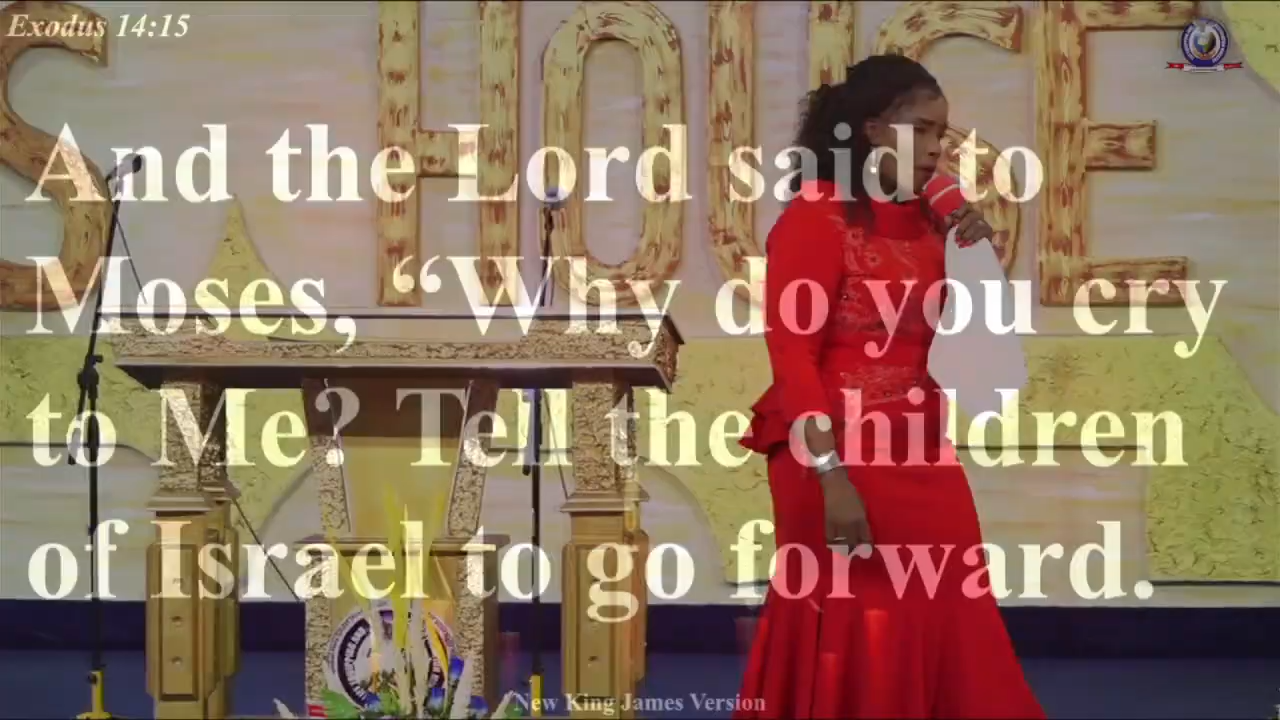 Exodus 14:15
S HOUSE
And the Lord said to
Moses, “Why do you cry
to Me? Tell the children
of Israel to go forward.
New King James Version